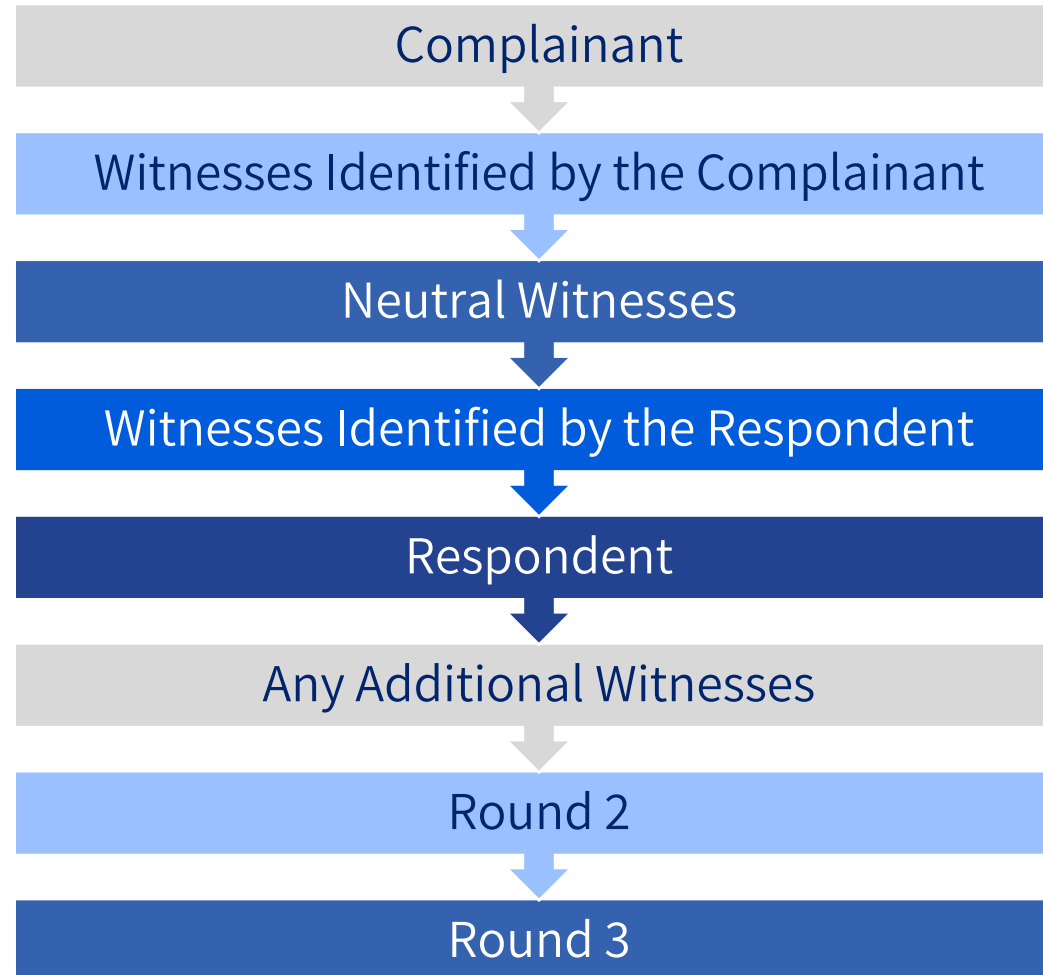 Complainant
Witnesses Identified by the Complainant
Neutral Witnesses
Witnesses Identified by the Respondent
Respondent
Any Additional Witnesses
Round 2
Round 3